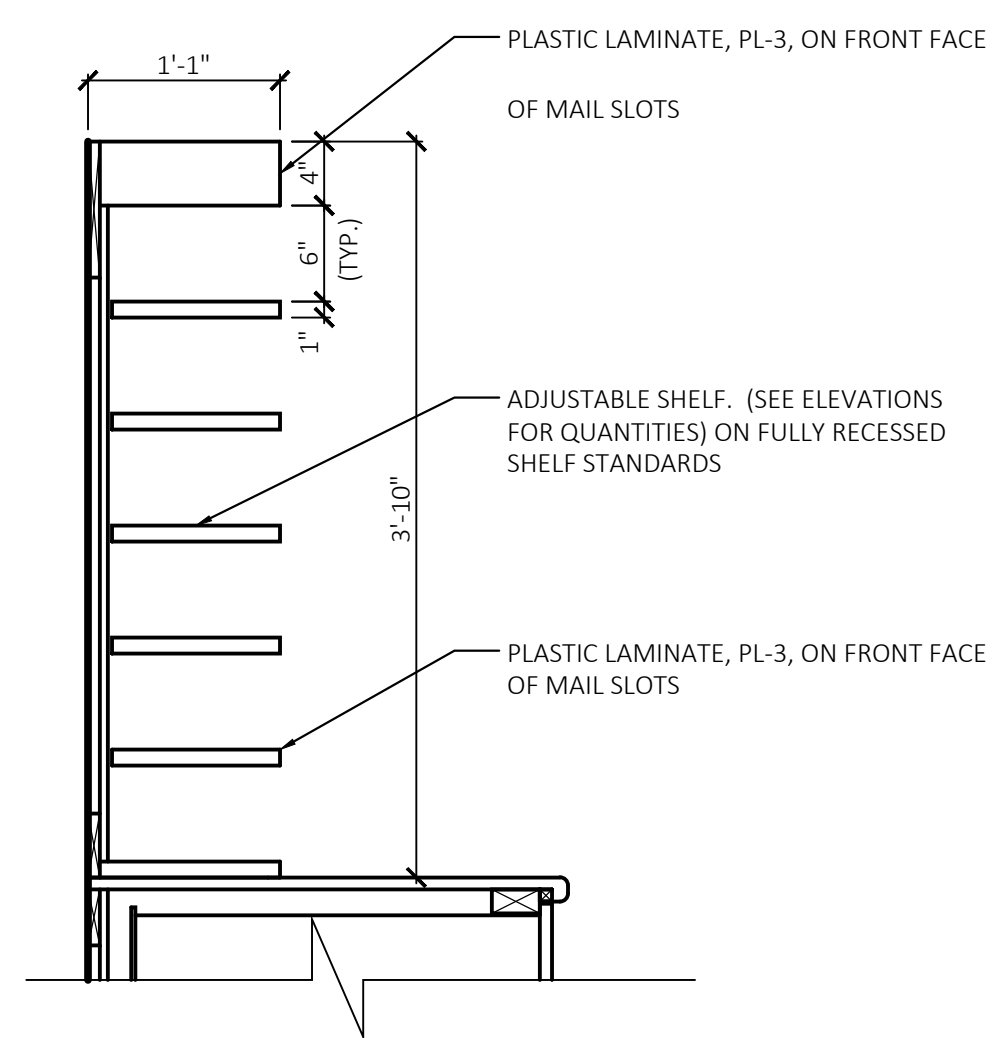 PLASTIC LAMINATE, PL-3, ON FRONT FACE
OF MAIL SLOTS
1'-1"
4"
6"
(TYP.)
1"
ADJUSTABLE SHELF.  (SEE ELEVATIONS
FOR QUANTITIES) ON FULLY RECESSED
SHELF STANDARDS
3'-10"
PLASTIC LAMINATE, PL-3, ON FRONT FACE
OF MAIL SLOTS